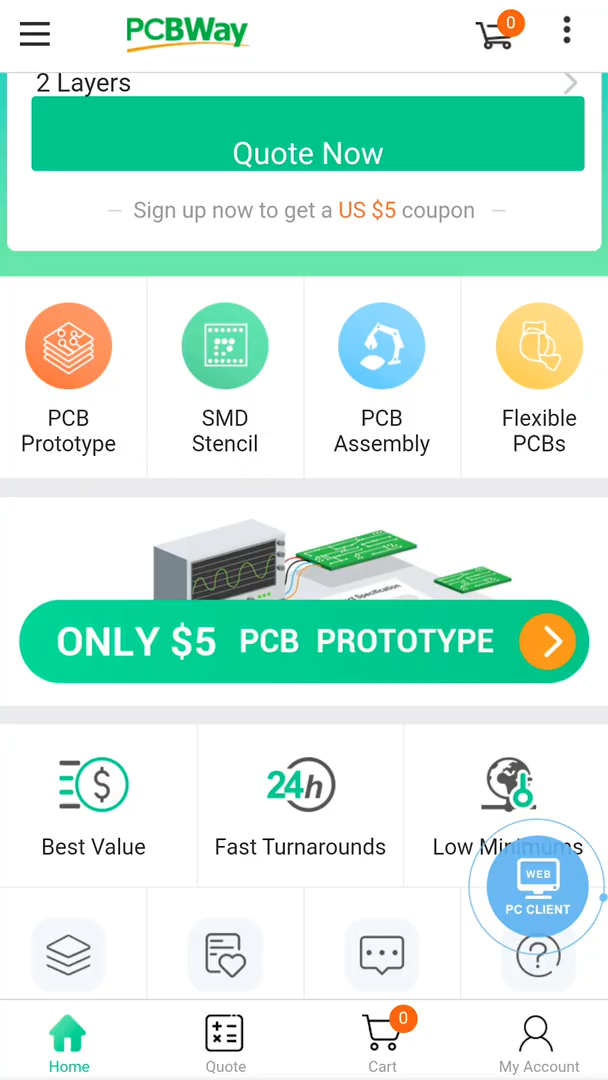 PCBWay
0
2 Layers
Quote Now
Sign up now to get a US $5 coupon
PCB Prototype
SMD Stencil
PCB Assembly
Flexible PCBs
Specification
ONLY $5 PCB PROTOTYPE
$
24h
Best Value
Fast Turnarounds
Low Minimums
WEB
PC CLIENT
?
0
Home
Quote
Cart
My Account